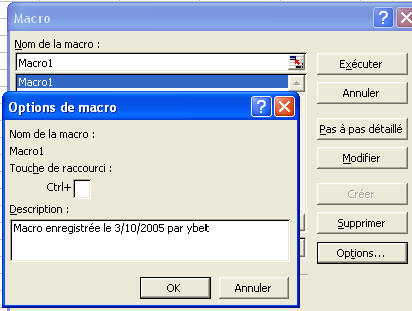 Macro
Nom de la macro :
Macro1
Macro1
Exécuter
Annuler
Pas à pas détaillé
Modifier
Créer
Supprimer
Options...
Options de macro
Nom de la macro :
Macro1
Touche de raccourci :
Ctrl+
Description :
Macro enregistrée le 3/10/2005 par ybet
OK
Annuler